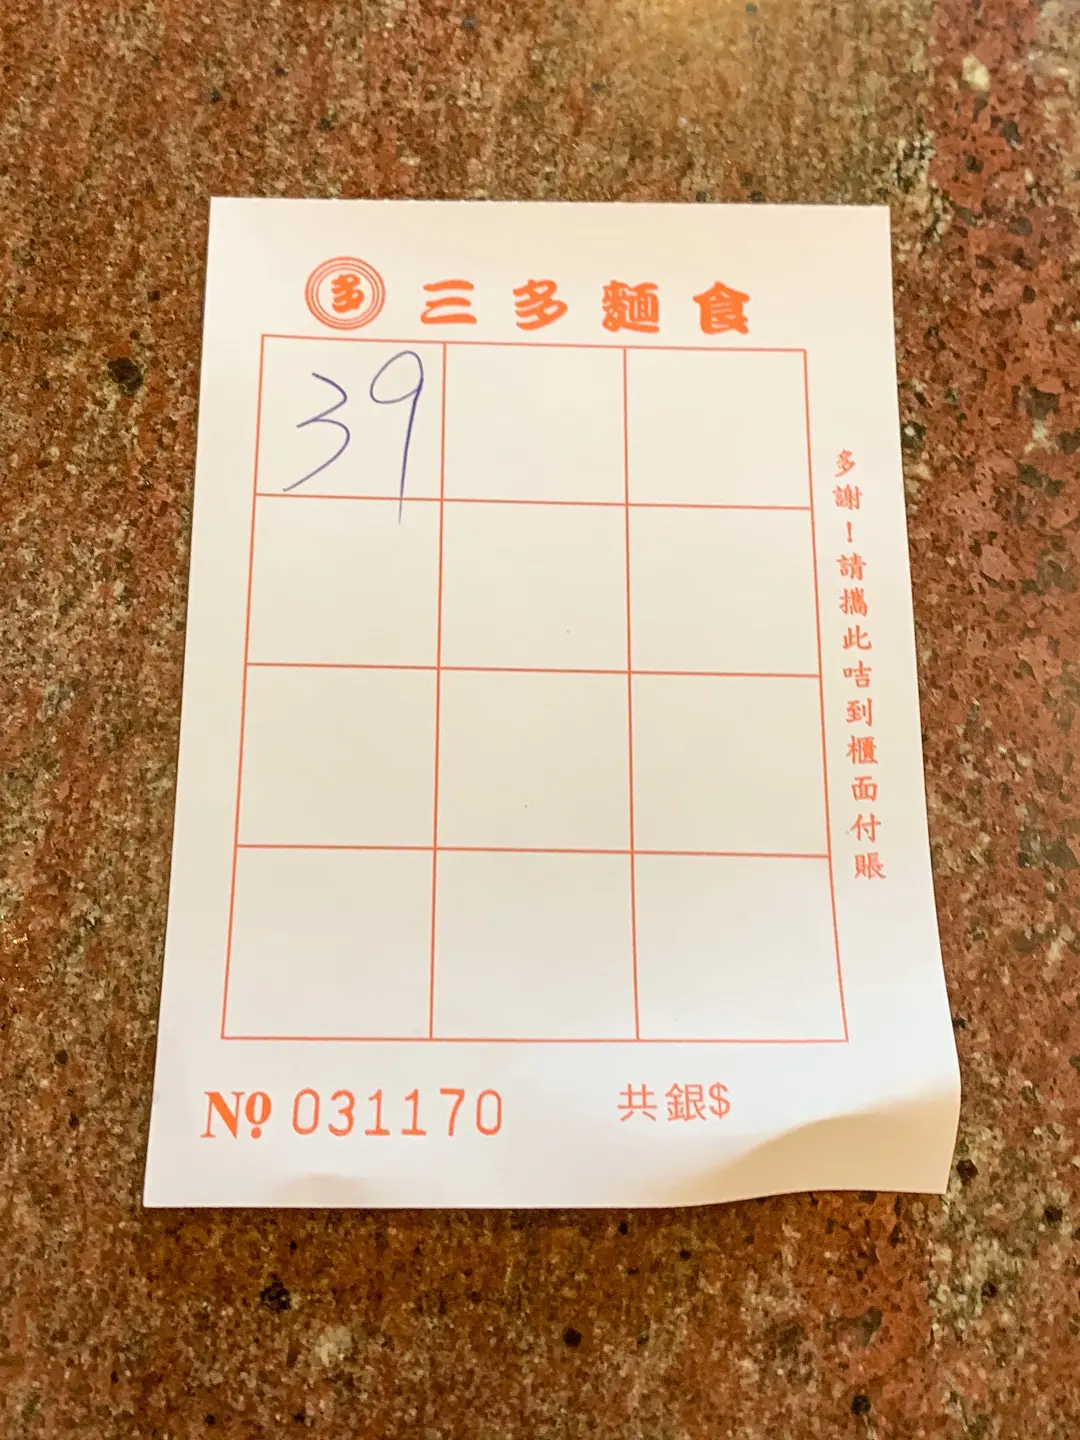 多 三多麵食
39
多謝！請攜此咭到櫃面付賬
Nº 031170 共銀$